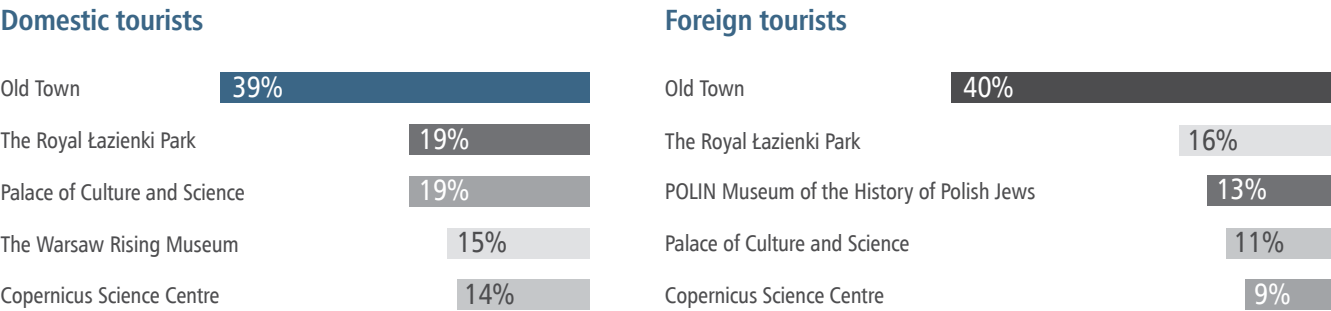 Domestic tourists
Old Town 39%
The Royal Łazienki Park 19%
Palace of Culture and Science 19%
The Warsaw Rising Museum 15%
Copernicus Science Centre 14%
Foreign tourists
Old Town 40%
The Royal Łazienki Park 16%
POLIN Museum of the History of Polish Jews 13%
Palace of Culture and Science 11%
Copernicus Science Centre 9%